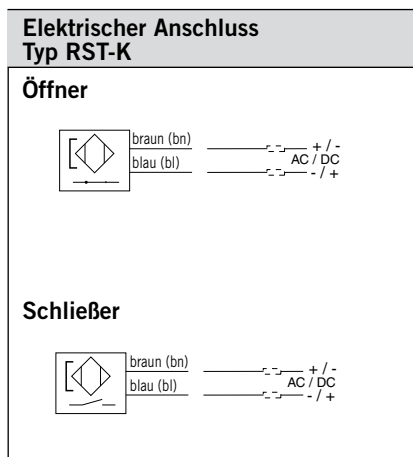 Elektrischer Anschluss
Typ RST-K
Öffner
braun (bn)
+ / -
AC / DC
blau (bl)
- / +
Schließer
braun (bn)
+ / -
AC / DC
blau (bl)
- / +